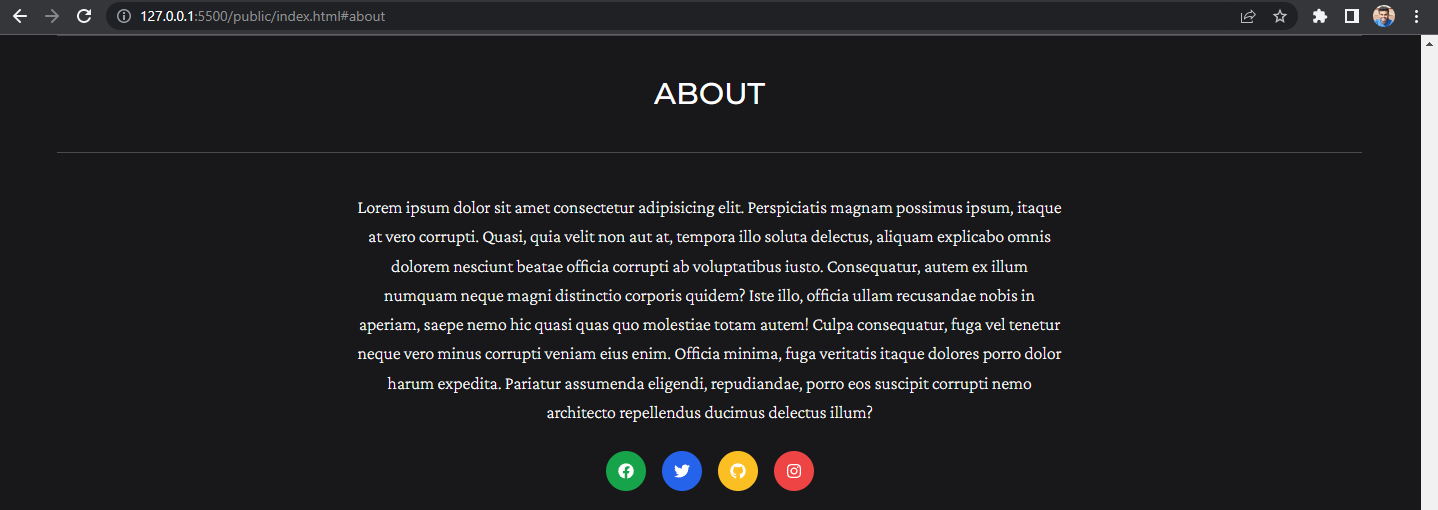 127.0.0.1:5500/public/index.html#about
ABOUT
Lorem ipsum dolor sit amet consectetur adipisicing elit. Perspiciatis magnam possimus ipsum, itaque
at vero corrupti. Quasi, quia velit non aut at, tempora illo soluta delectus, aliquam explicabo omnis
dolorem nesciunt beatae officia corrupti ab voluptatibus iusto. Consequatur, autem ex illum
numquam neque magni distinctio corporis quidem? Iste illo, officia ullam recusandae nobis in
aperiam, saepe nemo hic quasi quas quo molestiae totam autem! Culpa consequatur, fuga vel tenetur
neque vero minus corrupti veniam eius enim. Officia minima, fuga veritatis itaque dolores porro dolor
harum expedita. Pariatur assumenda eligendi, repudiandae, porro eos suscipit corrupti nemo
architecto repellendus ducimus delectus illum?